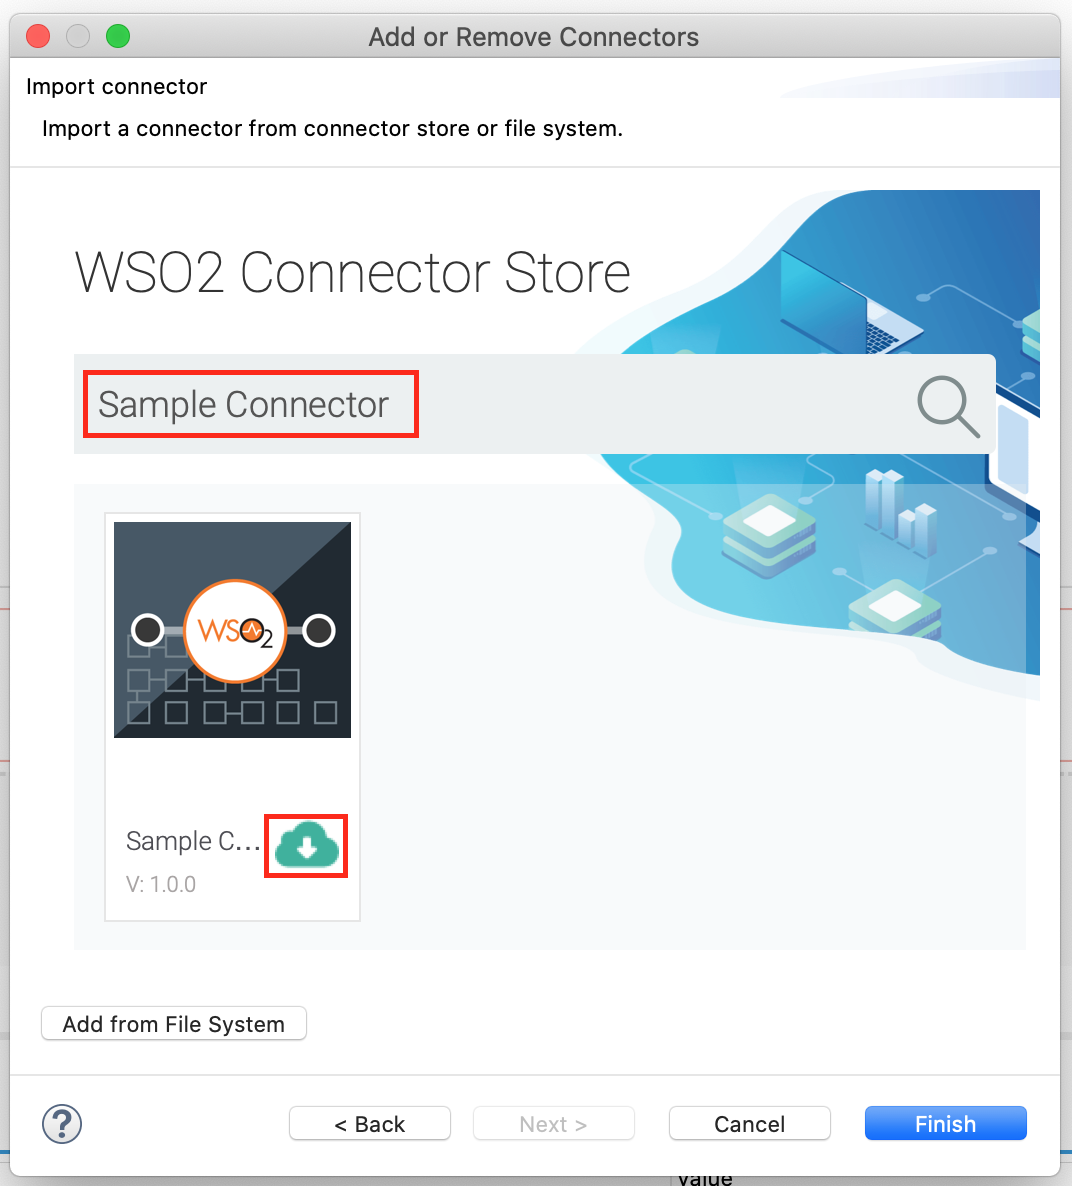 Add or Remove Connectors
Import connector
Import a connector from connector store or file system.
WSO2 Connector Store
Sample Connector
WSO2
Sample C...
V: 1.0.0
Add from File System
?
< Back
Next >
Cancel
Finish
value